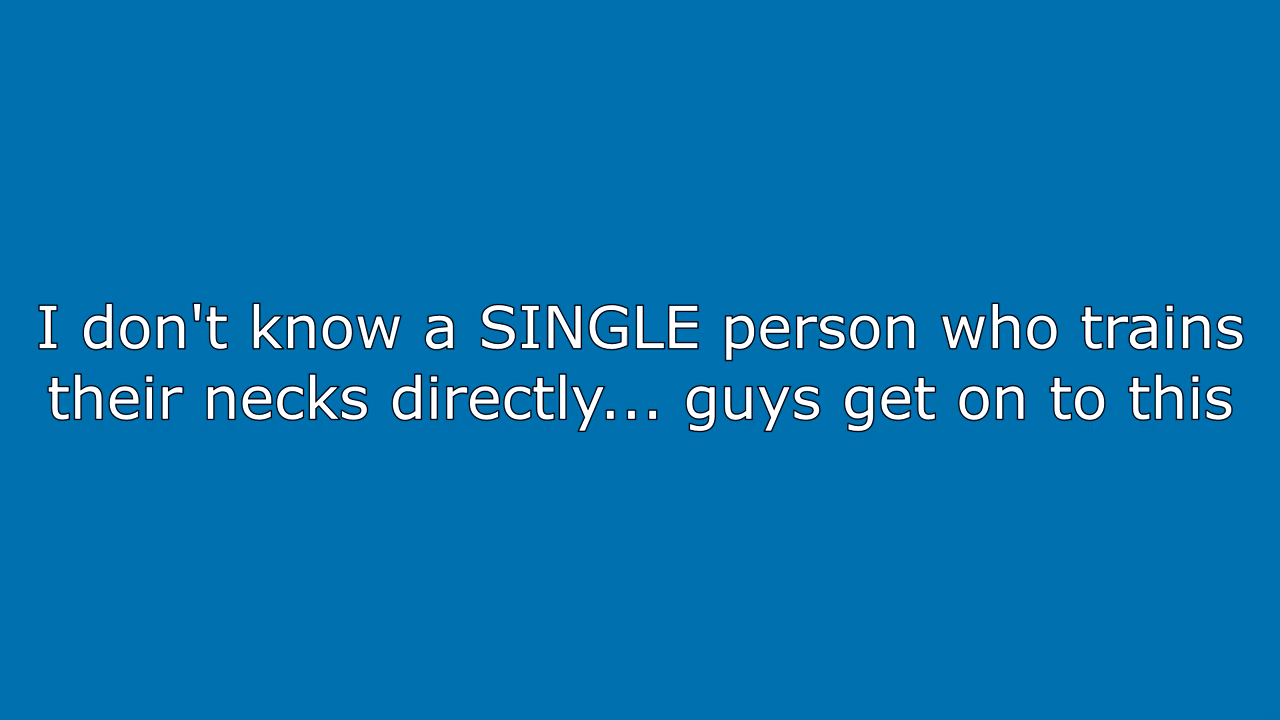 I don't know a SINGLE person who trains
their necks directly... guys get on to this